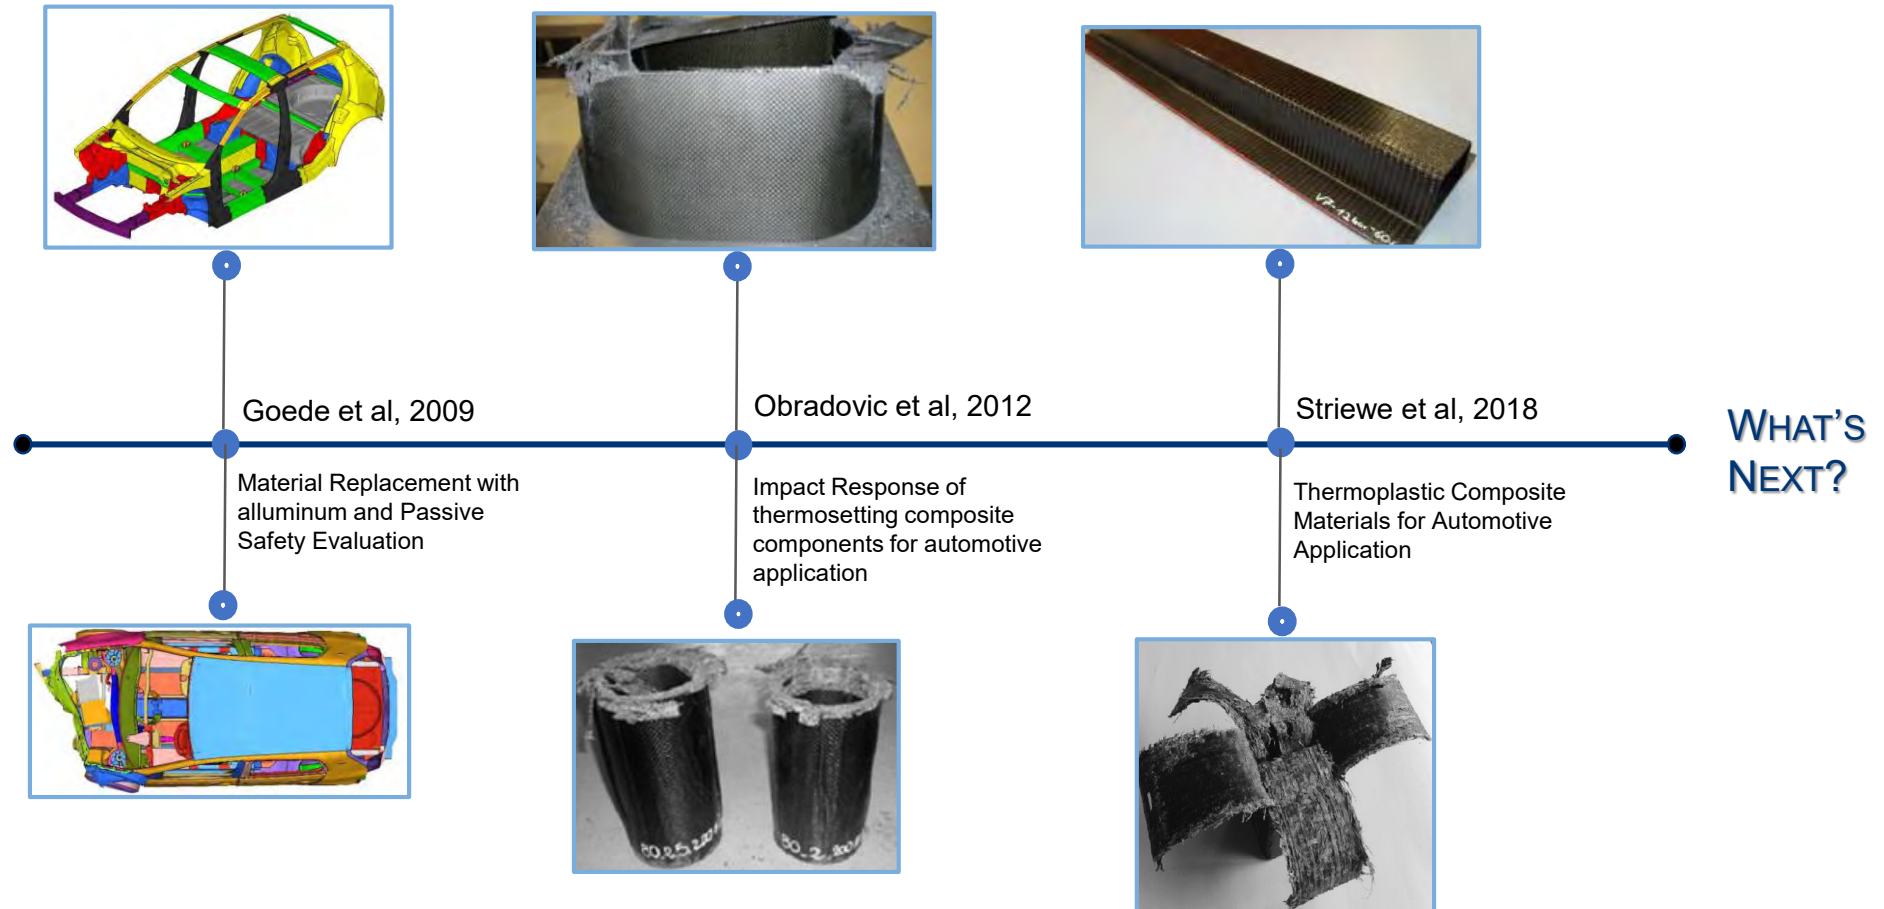 Goede et al, 2009
Material Replacement with
alluminum and Passive
Safety Evaluation
Obradovic et al, 2012
Impact Response of
thermosetting composite
components for automotive
application
Striewe et al, 2018
Thermoplastic Composite
Materials for Automotive
Application
WHAT'S
NEXT?